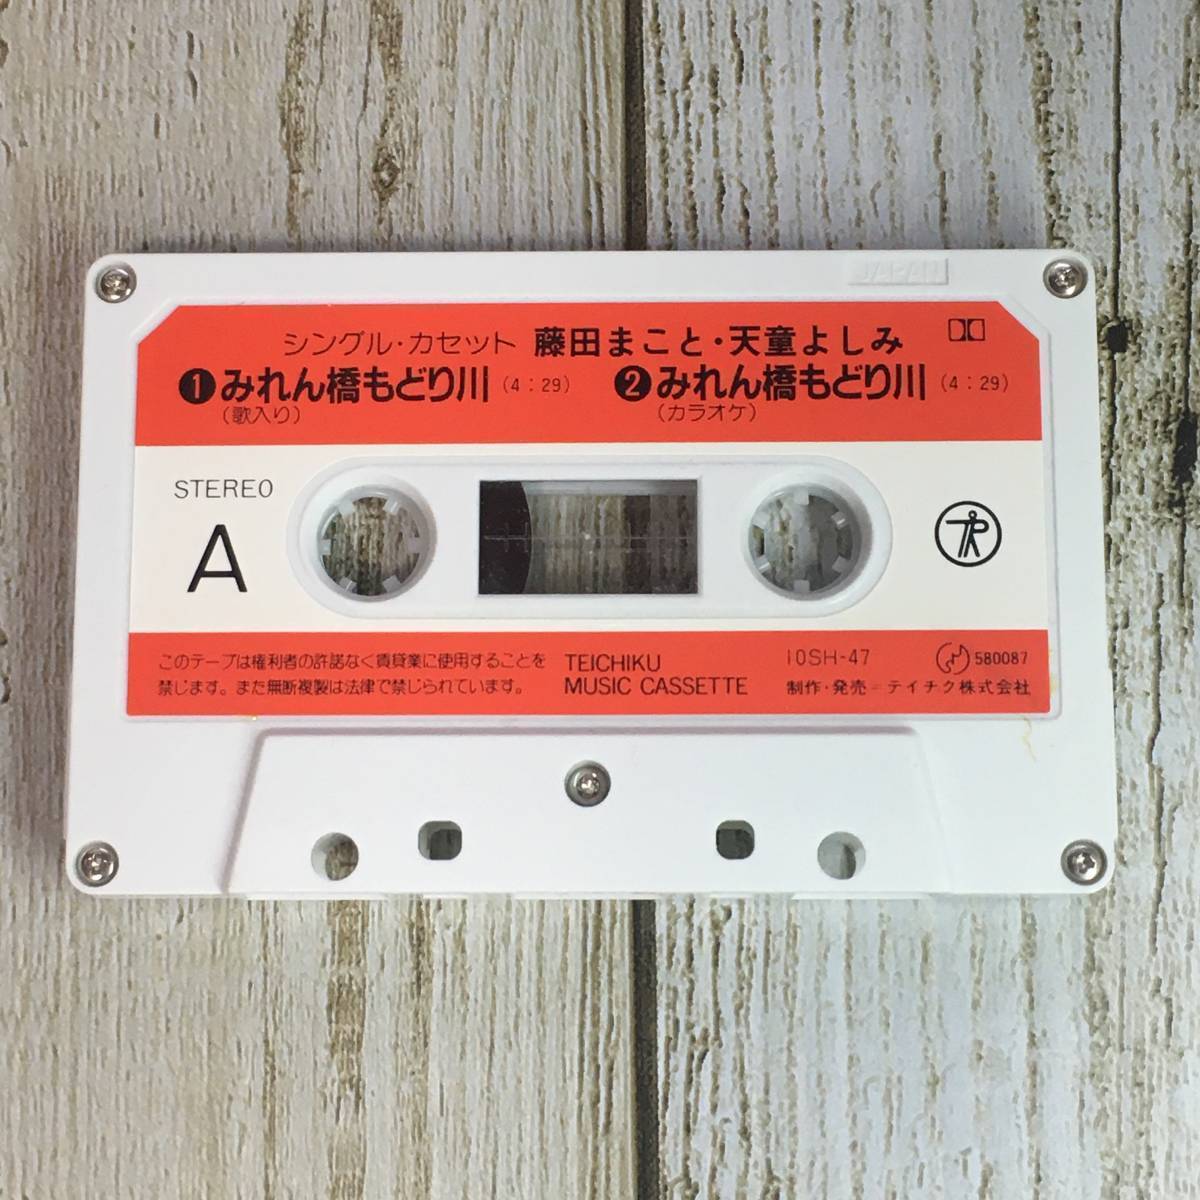 JAPAN
シングル・カセット 藤田まこと・天童よしみ
❶みれん橋もどり川 (4:29) ❷みれん橋もどり川 (4:29)
(歌入り) (カラオケ)
STEREO
A
このテープは権利者の許諾なく賃貸業に使用することを
禁じます。また無断複製は法律で禁じられています。
TEICHIKU
MUSIC CASSETTE
10SH-47 580087
制作・発売=テイチク株式会社